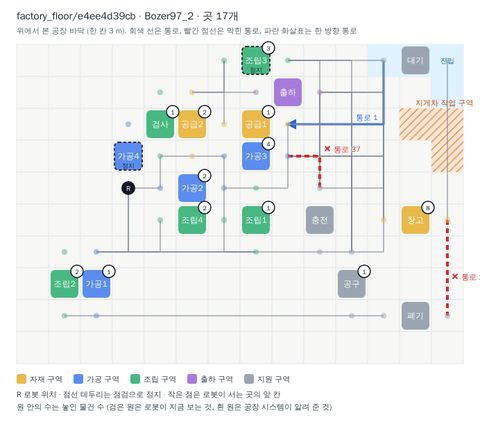 factory_floor/e4ee4d39cb · Bozer97_2 · 곳 17개
위에서 본 공장 바닥 (한 칸 3 m). 회색 선은 통로, 빨간 점선은 막힌 통로, 파란 화살표는 한 방향 통로
3
조립3
정지
대기
진입
출하
지게차 작업 구역
1
검사
2
공급2
1
공급1
통로 1
가공4
정지
4
가공3
✖ 통로 37
R
2
가공2
2
조립4
1
조립1
충전
8
창고
2
조립2
1
가공1
1
공구
✖ 통로
폐기
자재 구역
가공 구역
조립 구역
출하 구역
지원 구역
R 로봇 위치 · 점선 테두리는 점검으로 정지 · 작은 점은 로봇이 서는 곳의 앞 칸
원 안의 수는 놓인 물건 수 (검은 원은 로봇이 지금 보는 것, 흰 원은 공장 시스템이 알려 준 것)